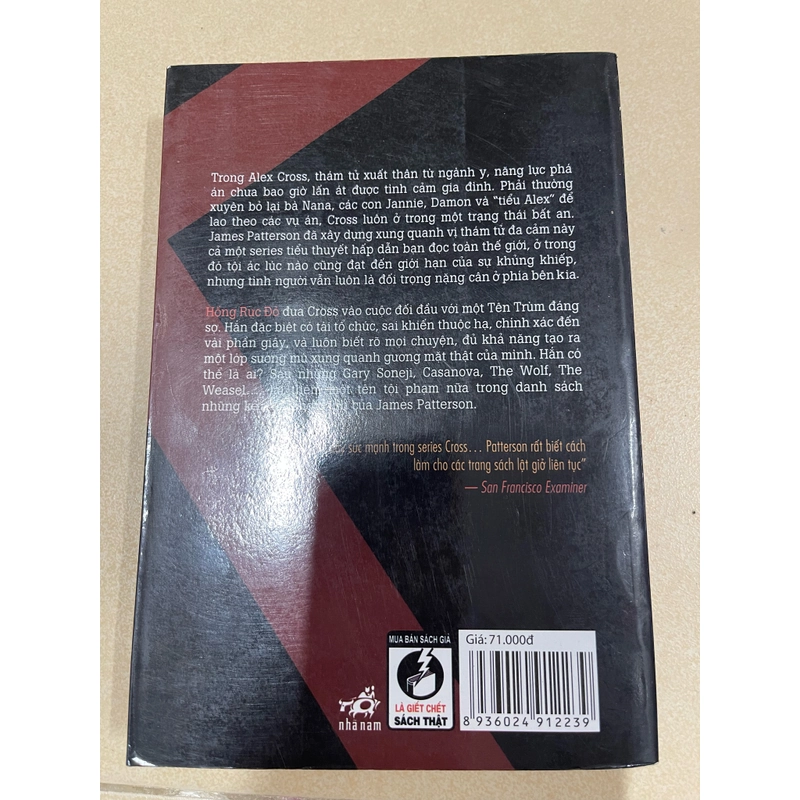 Trong Alex Cross, thám tử xuất thân từ ngành y, năng lực phá
án chưa bao giờ lấn át được tình cảm gia đình. Phải thường
xuyên bỏ lại bà Nana, các con Jannie, Damon và “tiểu Alex” để
lao theo các vụ án, Cross luôn ở trong một trạng thái bất an.
James Patterson đã xây dựng xung quanh vị thám tử đa cảm này
cả một series tiểu thuyết hấp dẫn bạn đọc toàn thế giới, ở trong
đó tội ác lúc nào cũng đạt đến giới hạn của sự khủng khiếp,
nhưng tình người vẫn luôn là đối trọng nặng cân ở phía bên kia.
Hồng Rực Đỏ đưa Cross vào cuộc đối đầu với một Tên Trùm đáng
sợ. Hắn đặc biệt có tài tổ chức, sai khiến thuộc hạ, chính xác đến
vài phần giây, và luôn biết rõ mọi chuyện, đủ khả năng tạo ra
một lớp sương mù xung quanh gương mặt thật của mình. Hắn có
thể là ai? Sau những Gary Soneji, Casanova, The Wolf, The
Weasel... thêm một tên tội phạm nữa trong danh sách
những của James Patterson.
sức mạnh trong series Cross… Patterson rất biết cách
làm cho các trang sách lật giở liên tục”
— San Francisco Examiner
MUA BÁN SÁCH GIẢ
LÀ GIẾT CHẾT
SÁCH THẬT
nhã nam
Giá: 71.000đ
8 936024 912239